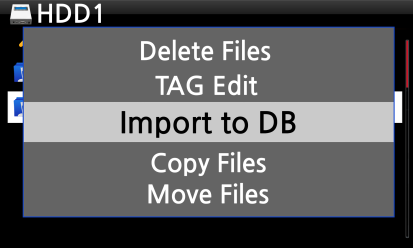 HDD1
Delete Files
TAG Edit
Import to DB
Copy Files
Move Files